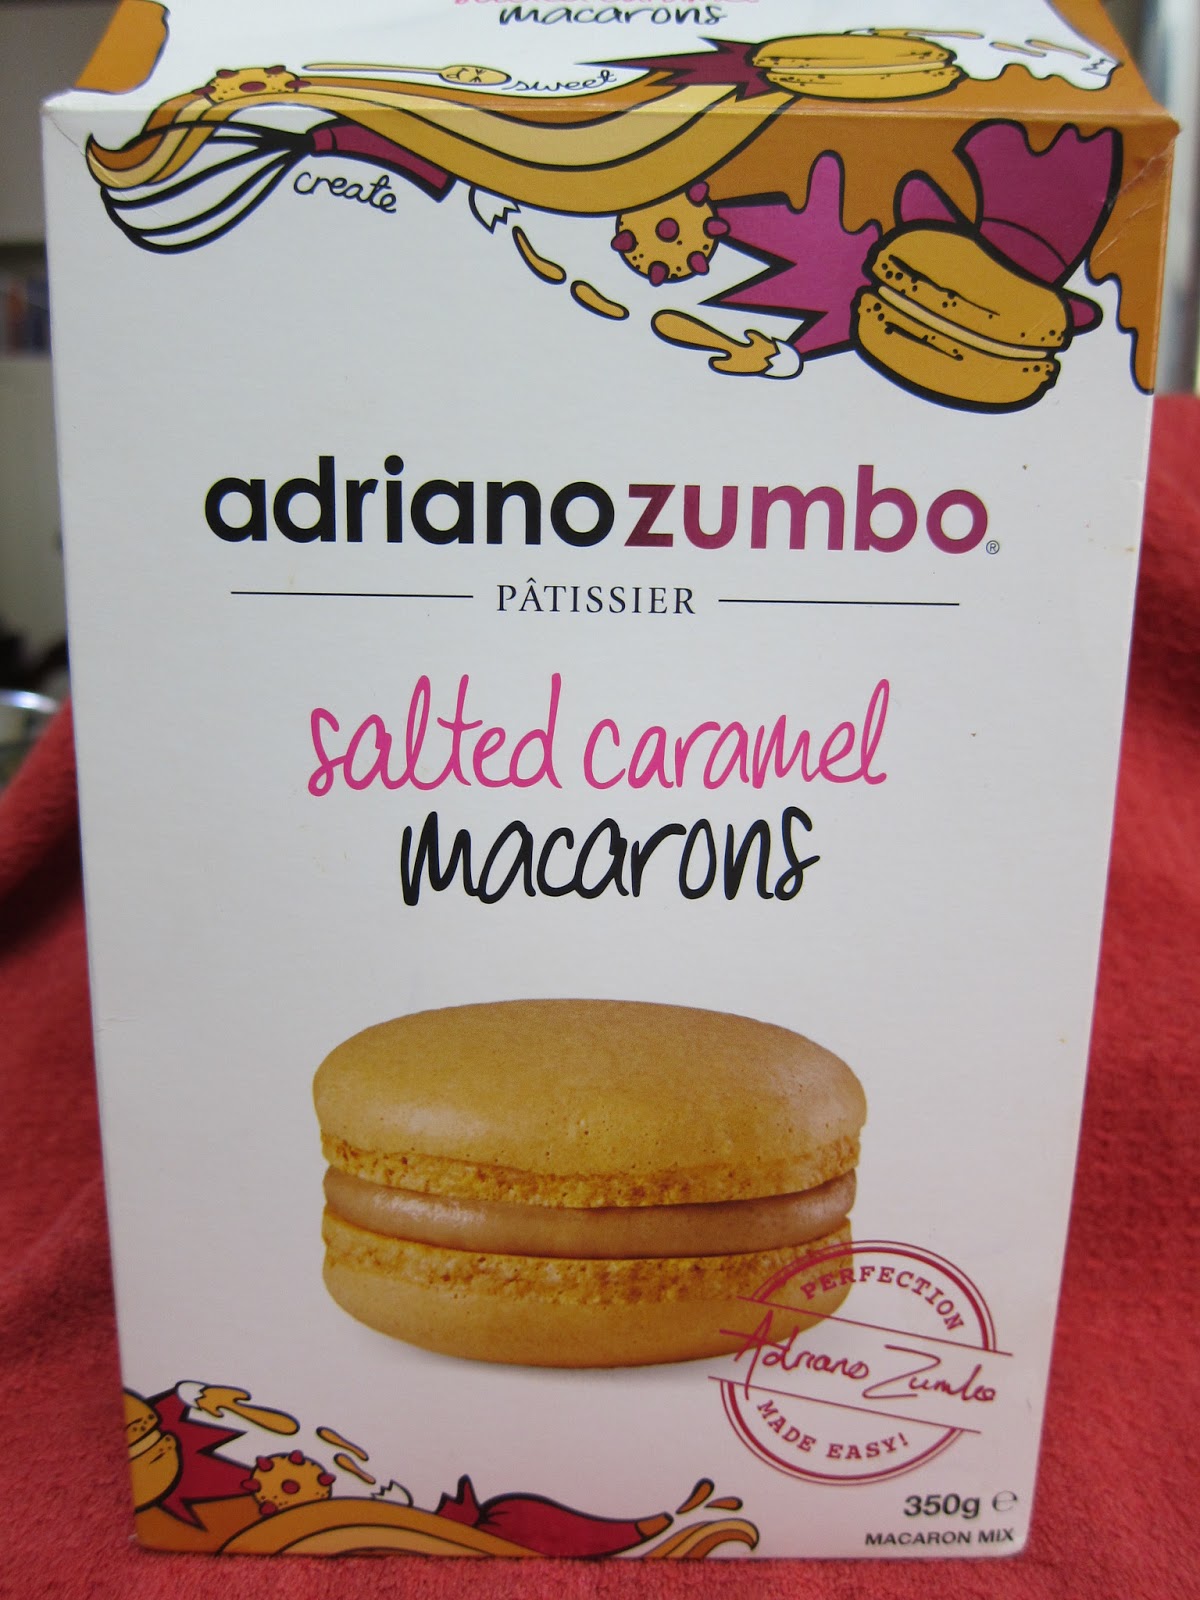 macarons
sweet
create
adrianozumbo®
PÂTISSIER
salted caramel
macarons
PERFECTION
Adriano Zumbo
MADE EASY!
350g ℮
MACARON MIX